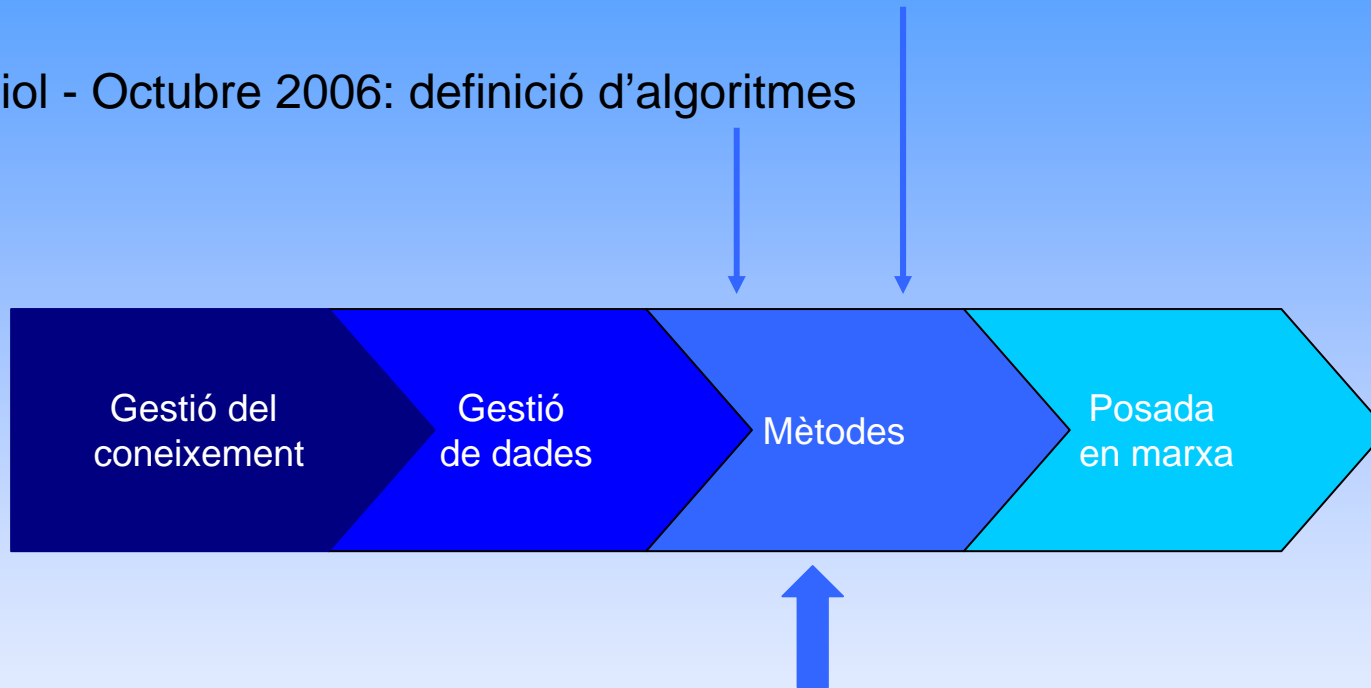 iol - Octubre 2006: definició d’algoritmes
Gestió del
coneixement
Gestió
de dades
Mètodes
Posada
en marxa